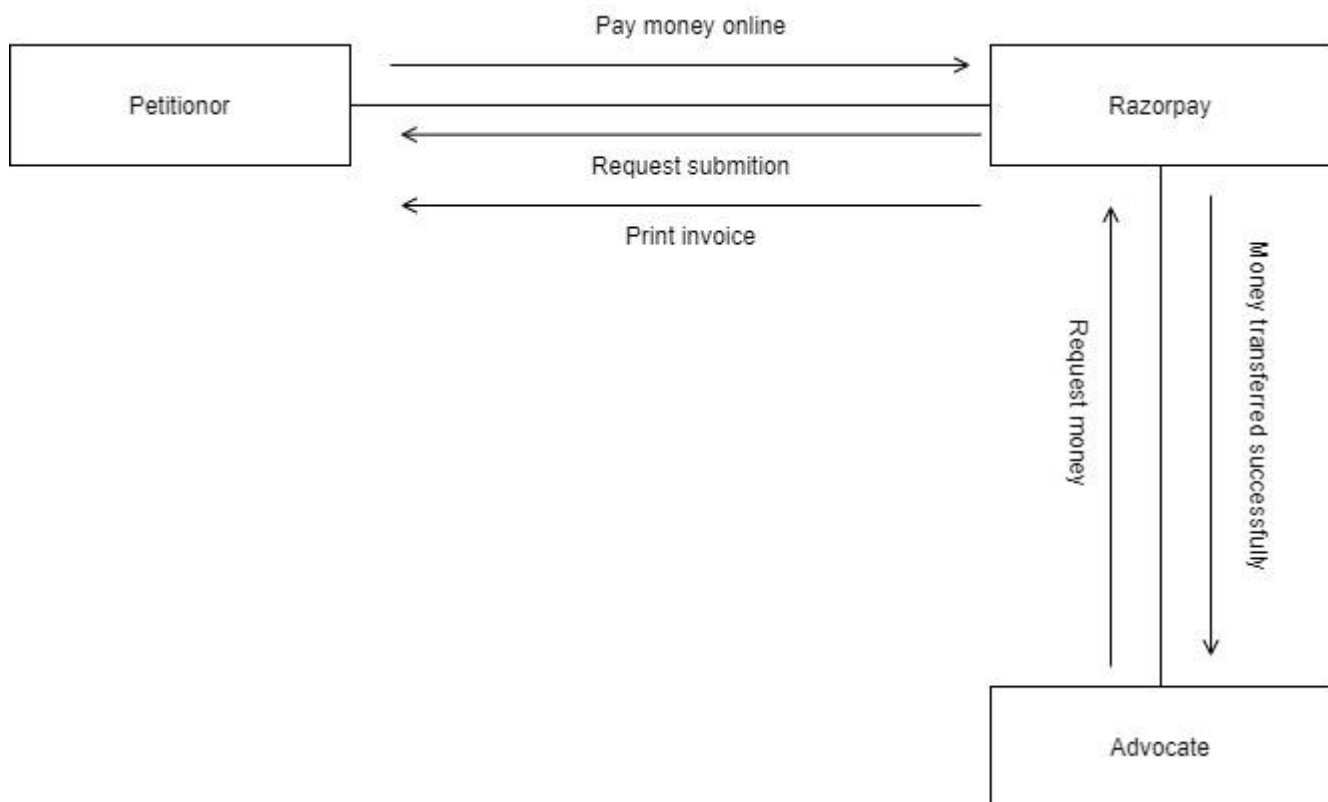 Pay money online
Petitionor
Razorpay
Request submition
Print invoice
Request money
Money transferred successfully
Advocate